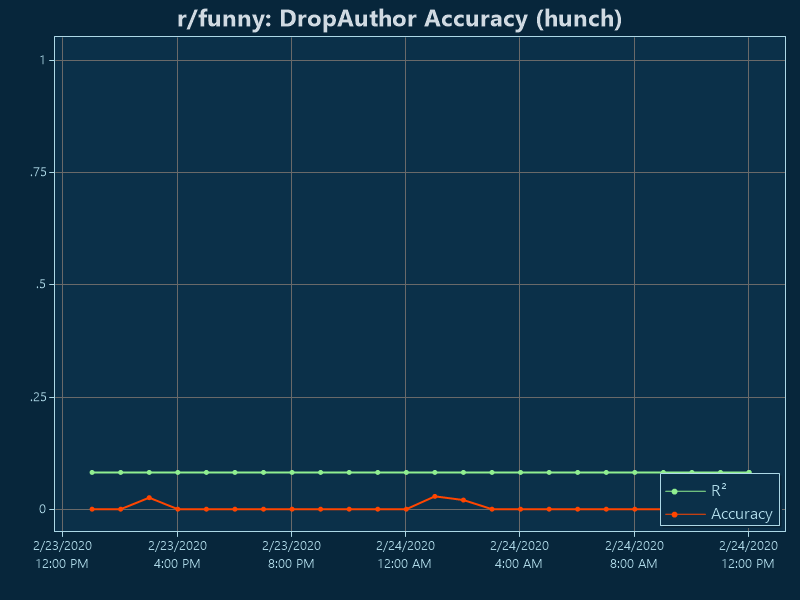 r/funny: DropAuthor Accuracy (hunch)
1
.75
.5
.25
0
R²
Accuracy
2/23/2020 2/23/2020 2/23/2020 2/24/2020 2/24/2020 2/24/2020 2/24/2020
12:00 PM 4:00 PM 8:00 PM 12:00 AM 4:00 AM 8:00 AM 12:00 PM